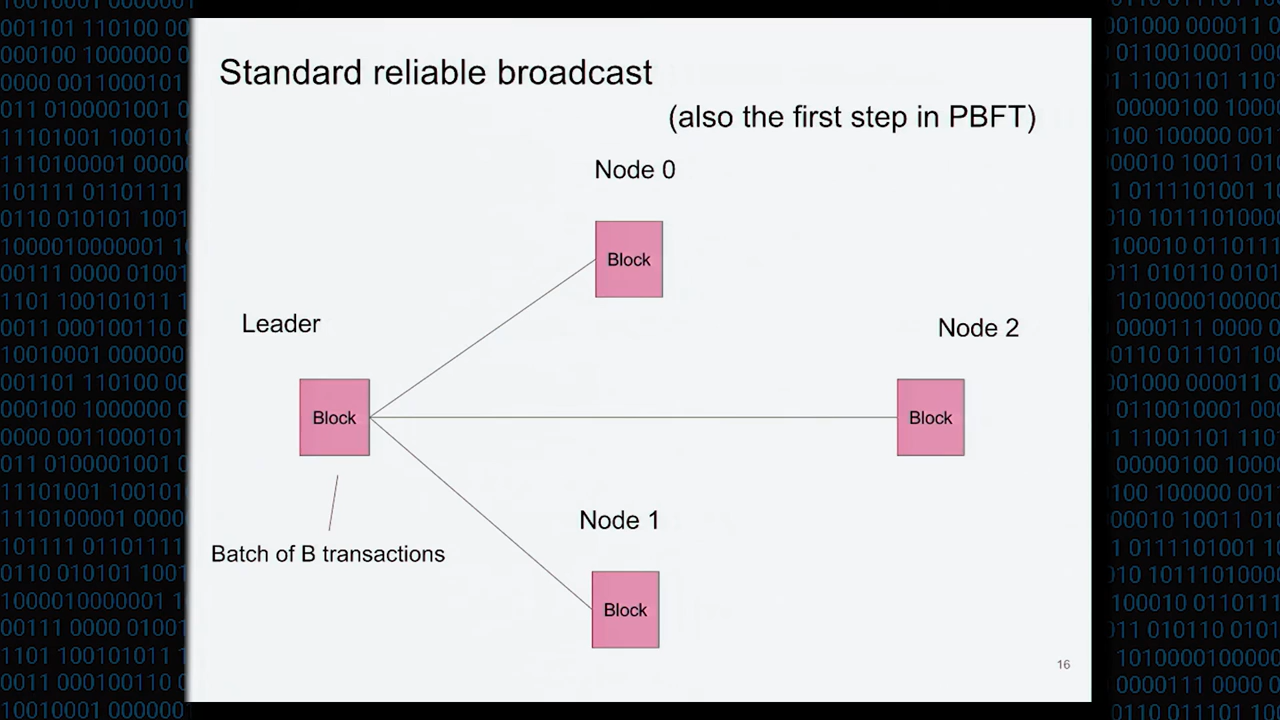 Standard reliable broadcast
(also the first step in PBFT)
Node 0
Block
Leader
Node 2
Block
Block
Node 1
Batch of B transactions
Block
16